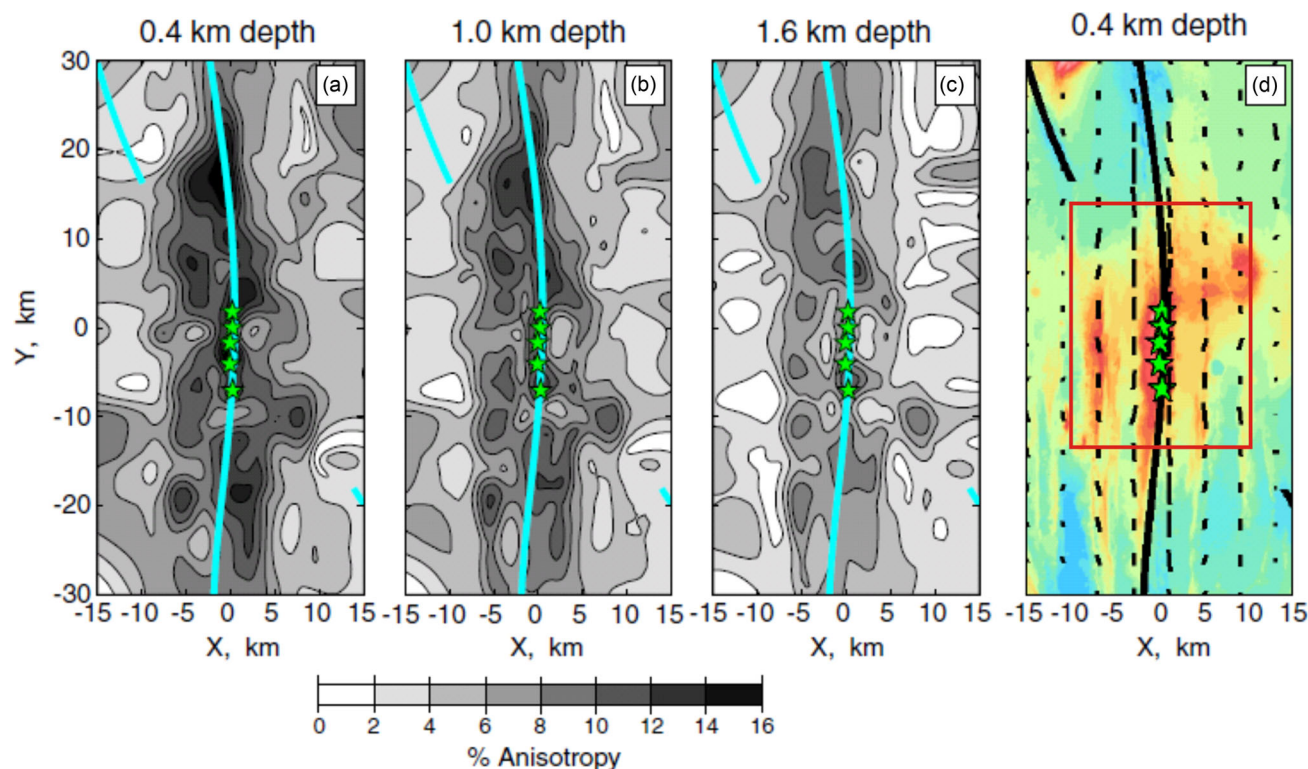 0.4 km depth 1.0 km depth 1.6 km depth 0.4 km depth
(a) (b) (c) (d)
30
20
10
0
-10
-20
-30
Y, km
-15 -10 -5 0 5 10 15 -15 -10 -5 0 5 10 15 -15 -10 -5 0 5 10 15 -15 -10 -5 0 5 10 15
X, km X, km X, km X, km
0 2 4 6 8 10 12 14 16
% Anisotropy